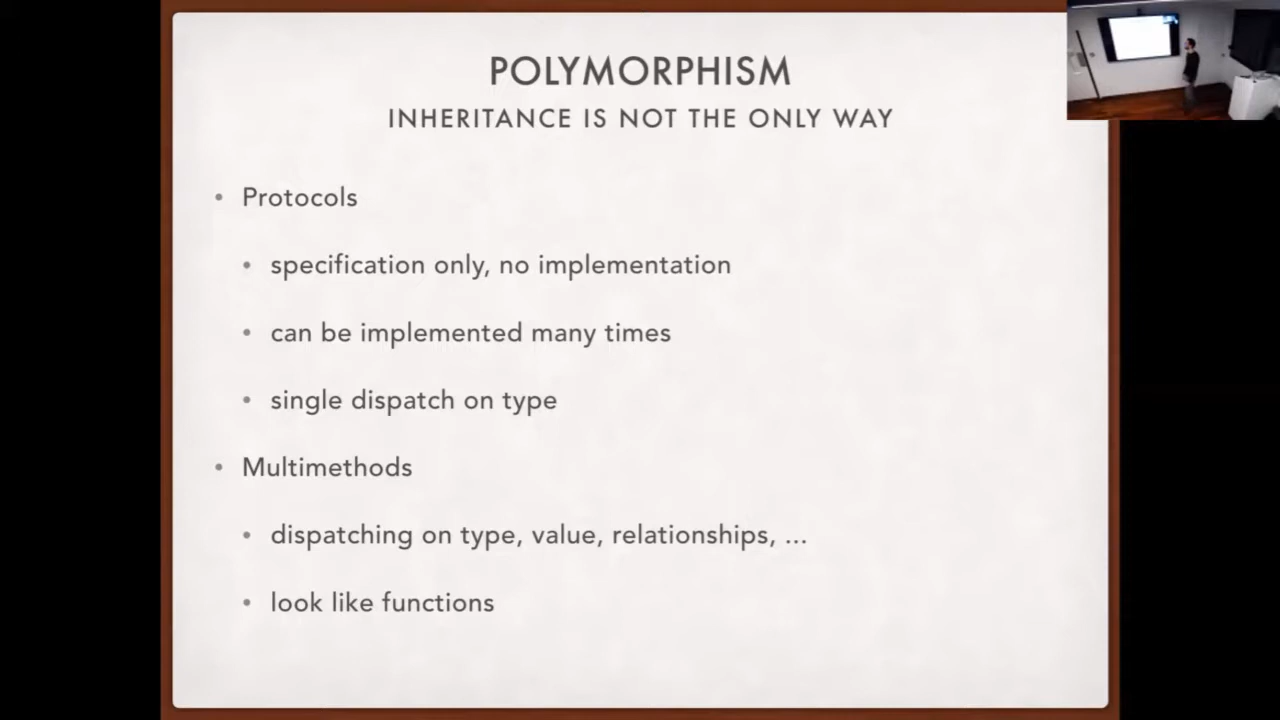 POLYMORPHISM
INHERITANCE IS NOT THE ONLY WAY
• Protocols
• specification only, no implementation
• can be implemented many times
• single dispatch on type
• Multimethods
• dispatching on type, value, relationships, ...
• look like functions